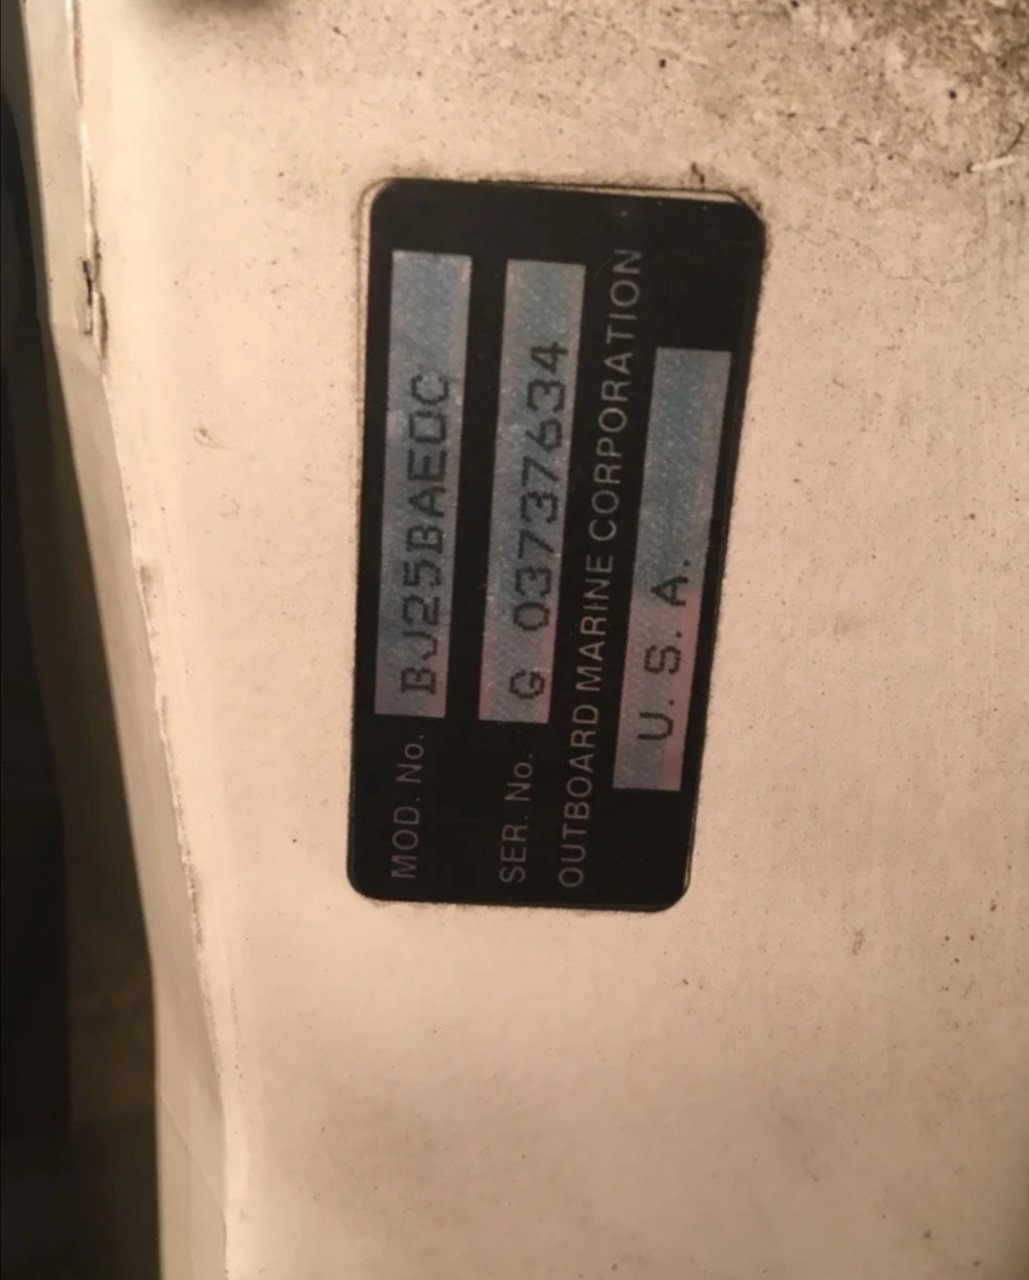 MOD. No. BJ25BAEDC
SER. No. G 03737634
OUTBOARD MARINE CORPORATION
U.S.A.